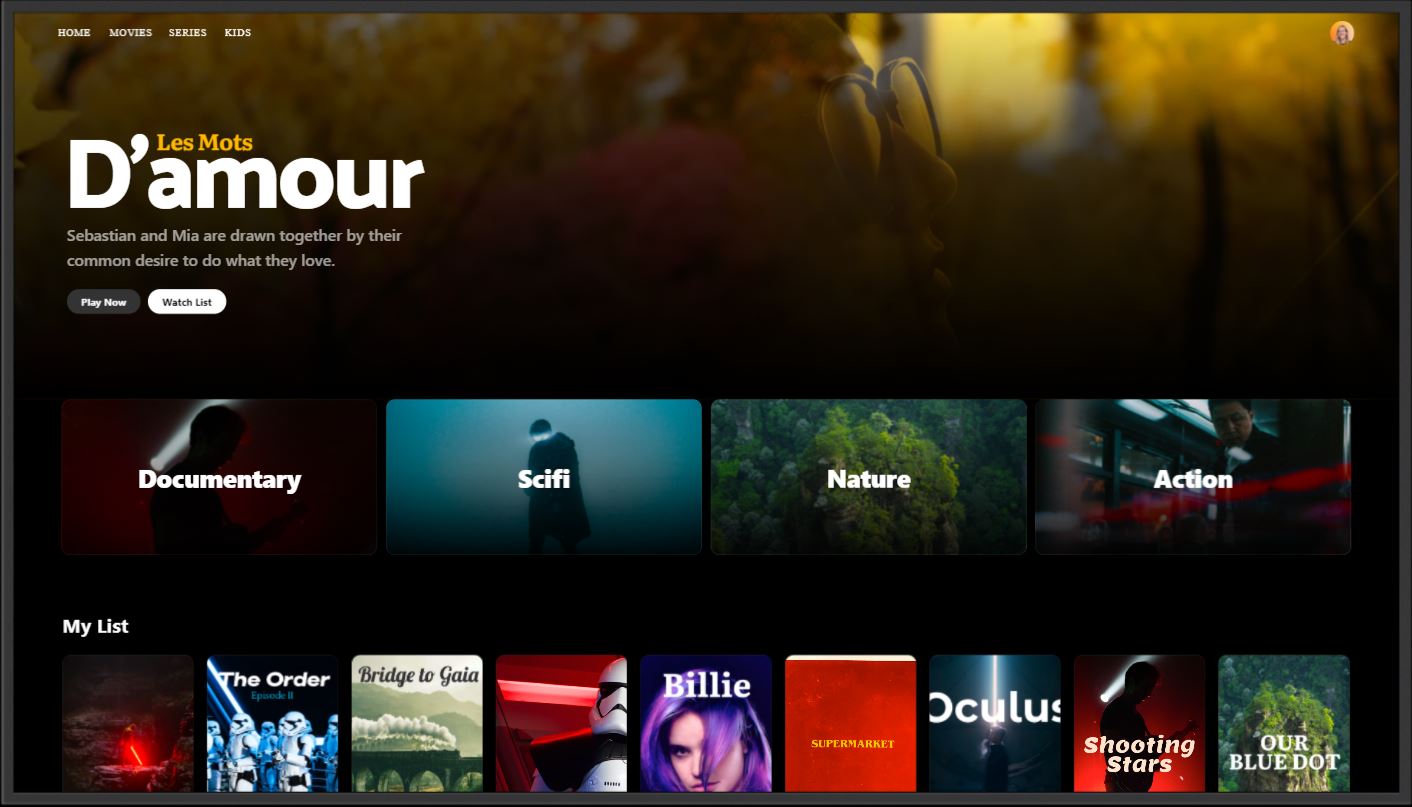 HOME MOVIES SERIES KIDS
Les Mots
D’amour
Sebastian and Mia are drawn together by their
common desire to do what they love.
Play Now Watch List
Documentary Scifi Nature Action
My List
The Order
Episode II
Bridge to Gaia
Billie
SUPERMARKET
Oculus
Shooting
Stars
OUR
BLUE DOT